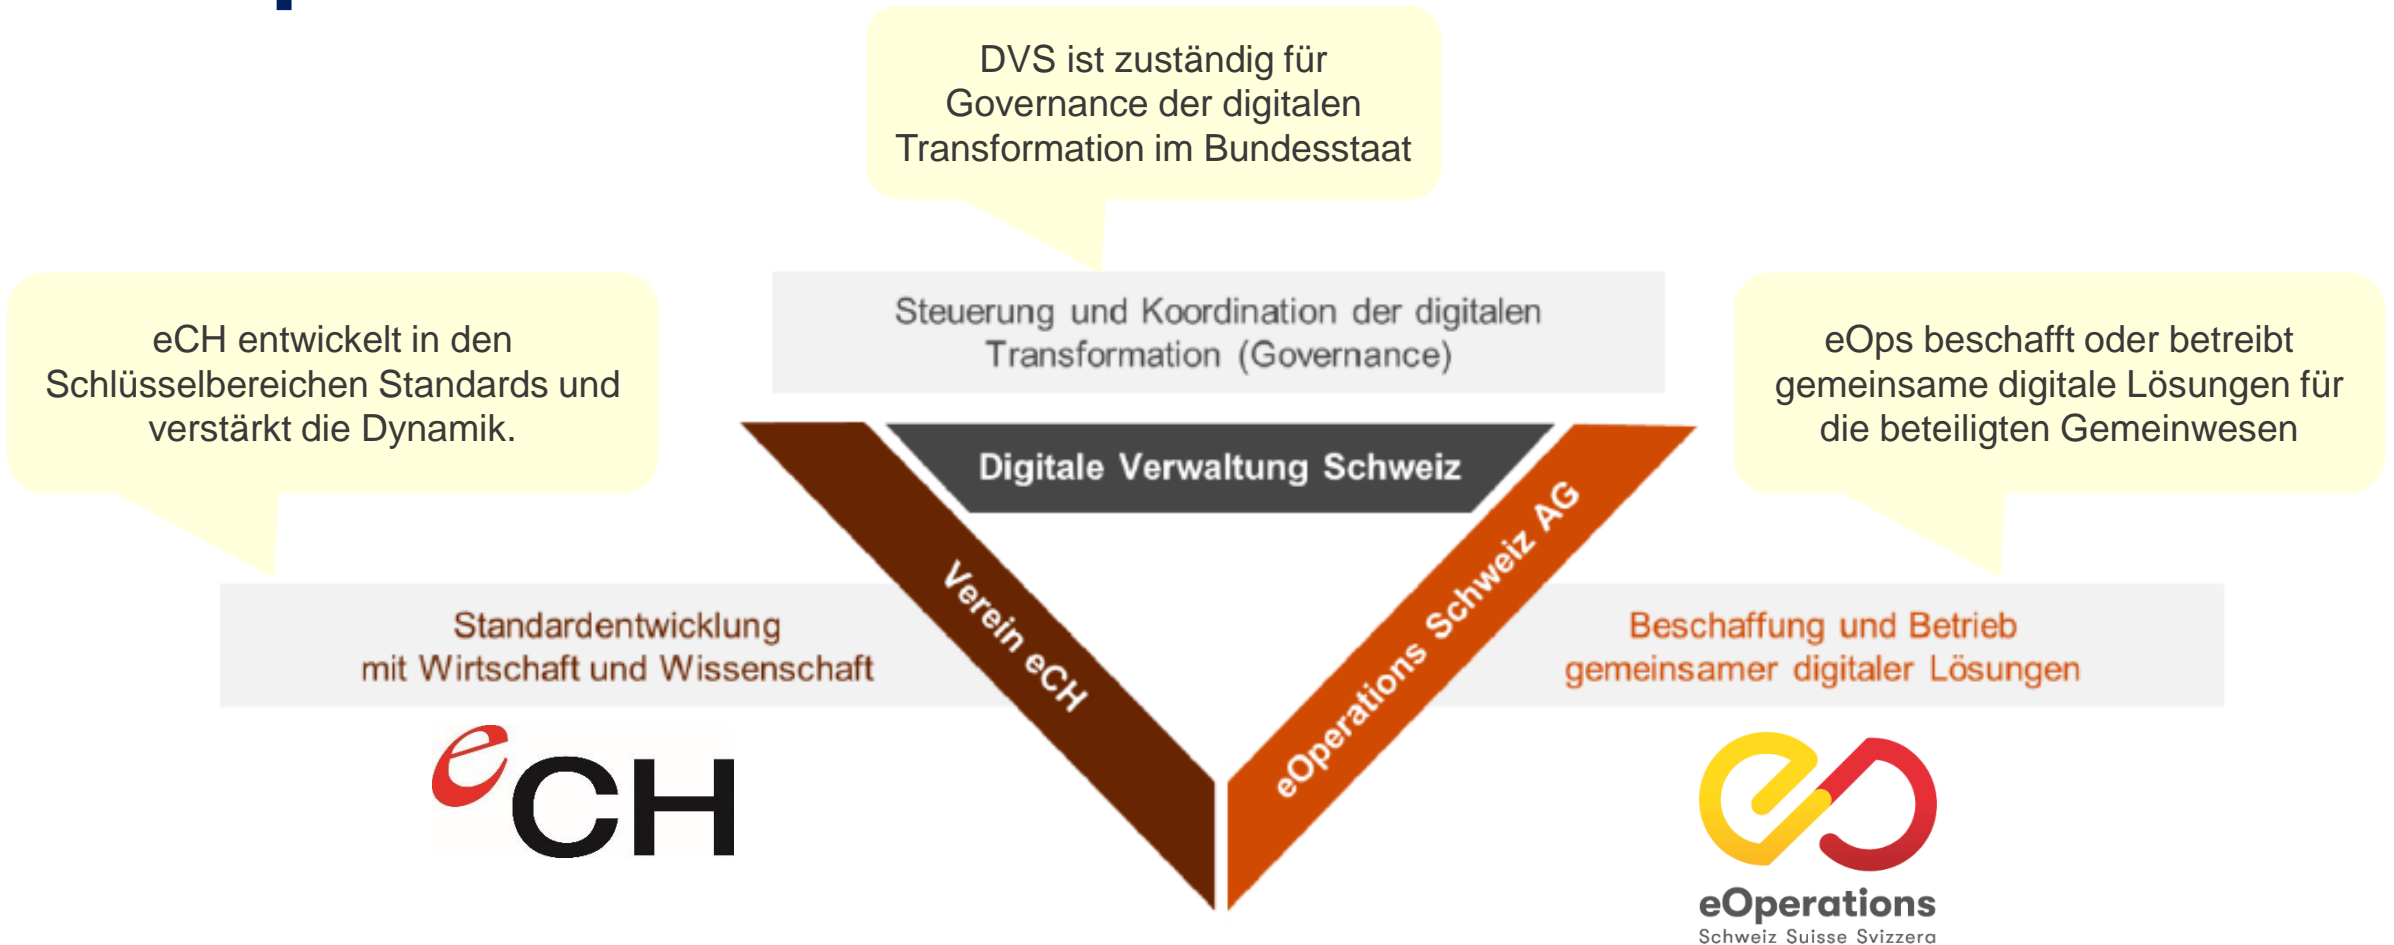 DVS ist zuständig für
Governance der digitalen
Transformation im Bundesstaat
eCH entwickelt in den
Schlüsselbereichen Standards und
verstärkt die Dynamik.
Steuerung und Koordination der digitalen
Transformation (Governance)
eOps beschafft oder betreibt
gemeinsame digitale Lösungen für
die beteiligten Gemeinwesen
Digitale Verwaltung Schweiz
Verein eCH
eOperations Schweiz AG
Standardentwicklung
mit Wirtschaft und Wissenschaft
Beschaffung und Betrieb
gemeinsamer digitaler Lösungen
eCH
eOperations
Schweiz Suisse Svizzera